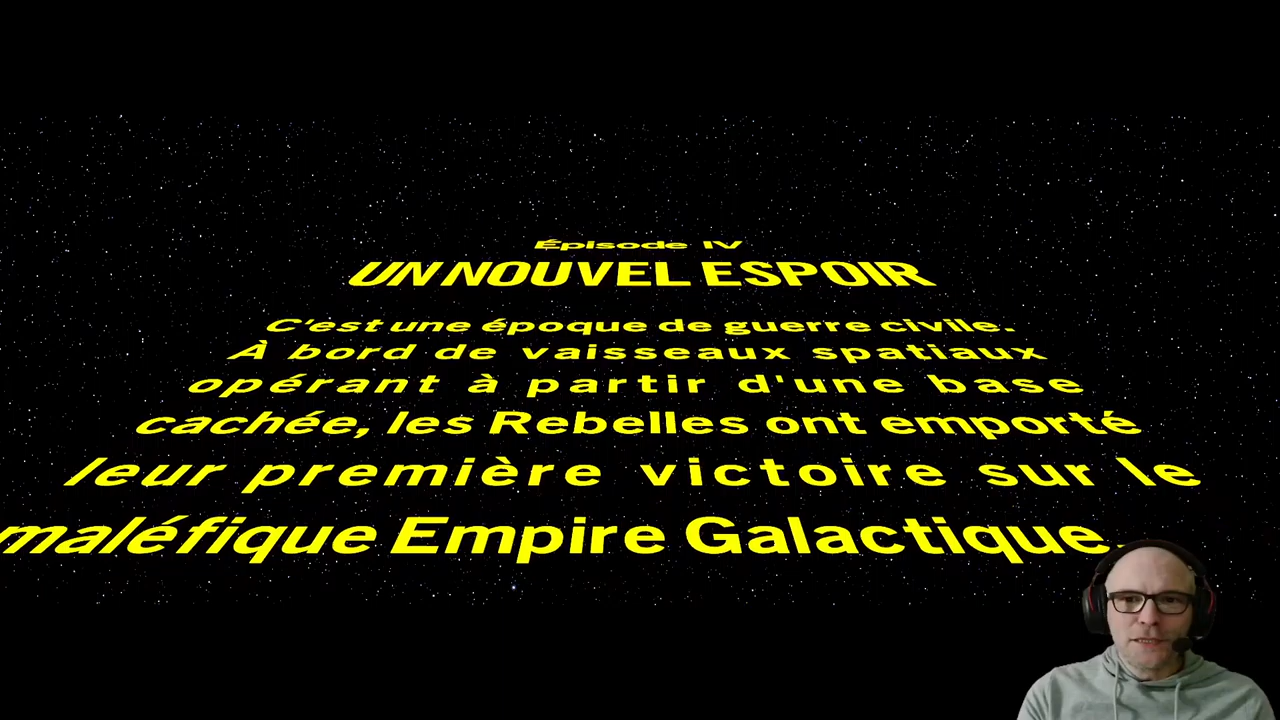 Épisode IV
UN NOUVEL ESPOIR
C'est une époque de guerre civile.
À bord de vaisseaux spatiaux
opérant à partir d'une base
cachée, les Rebelles ont emporté
leur première victoire sur le
maléfique Empire Galactique.